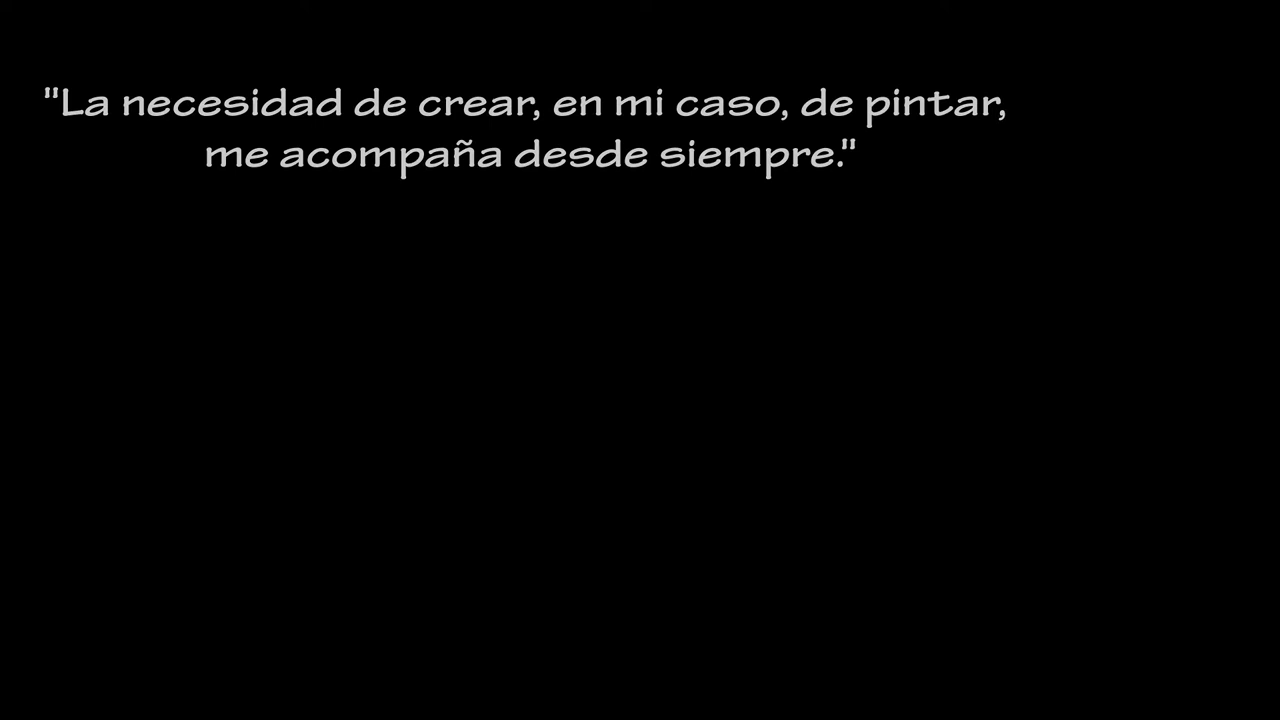 "La necesidad de crear, en mi caso, de pintar,
me acompaña desde siempre."